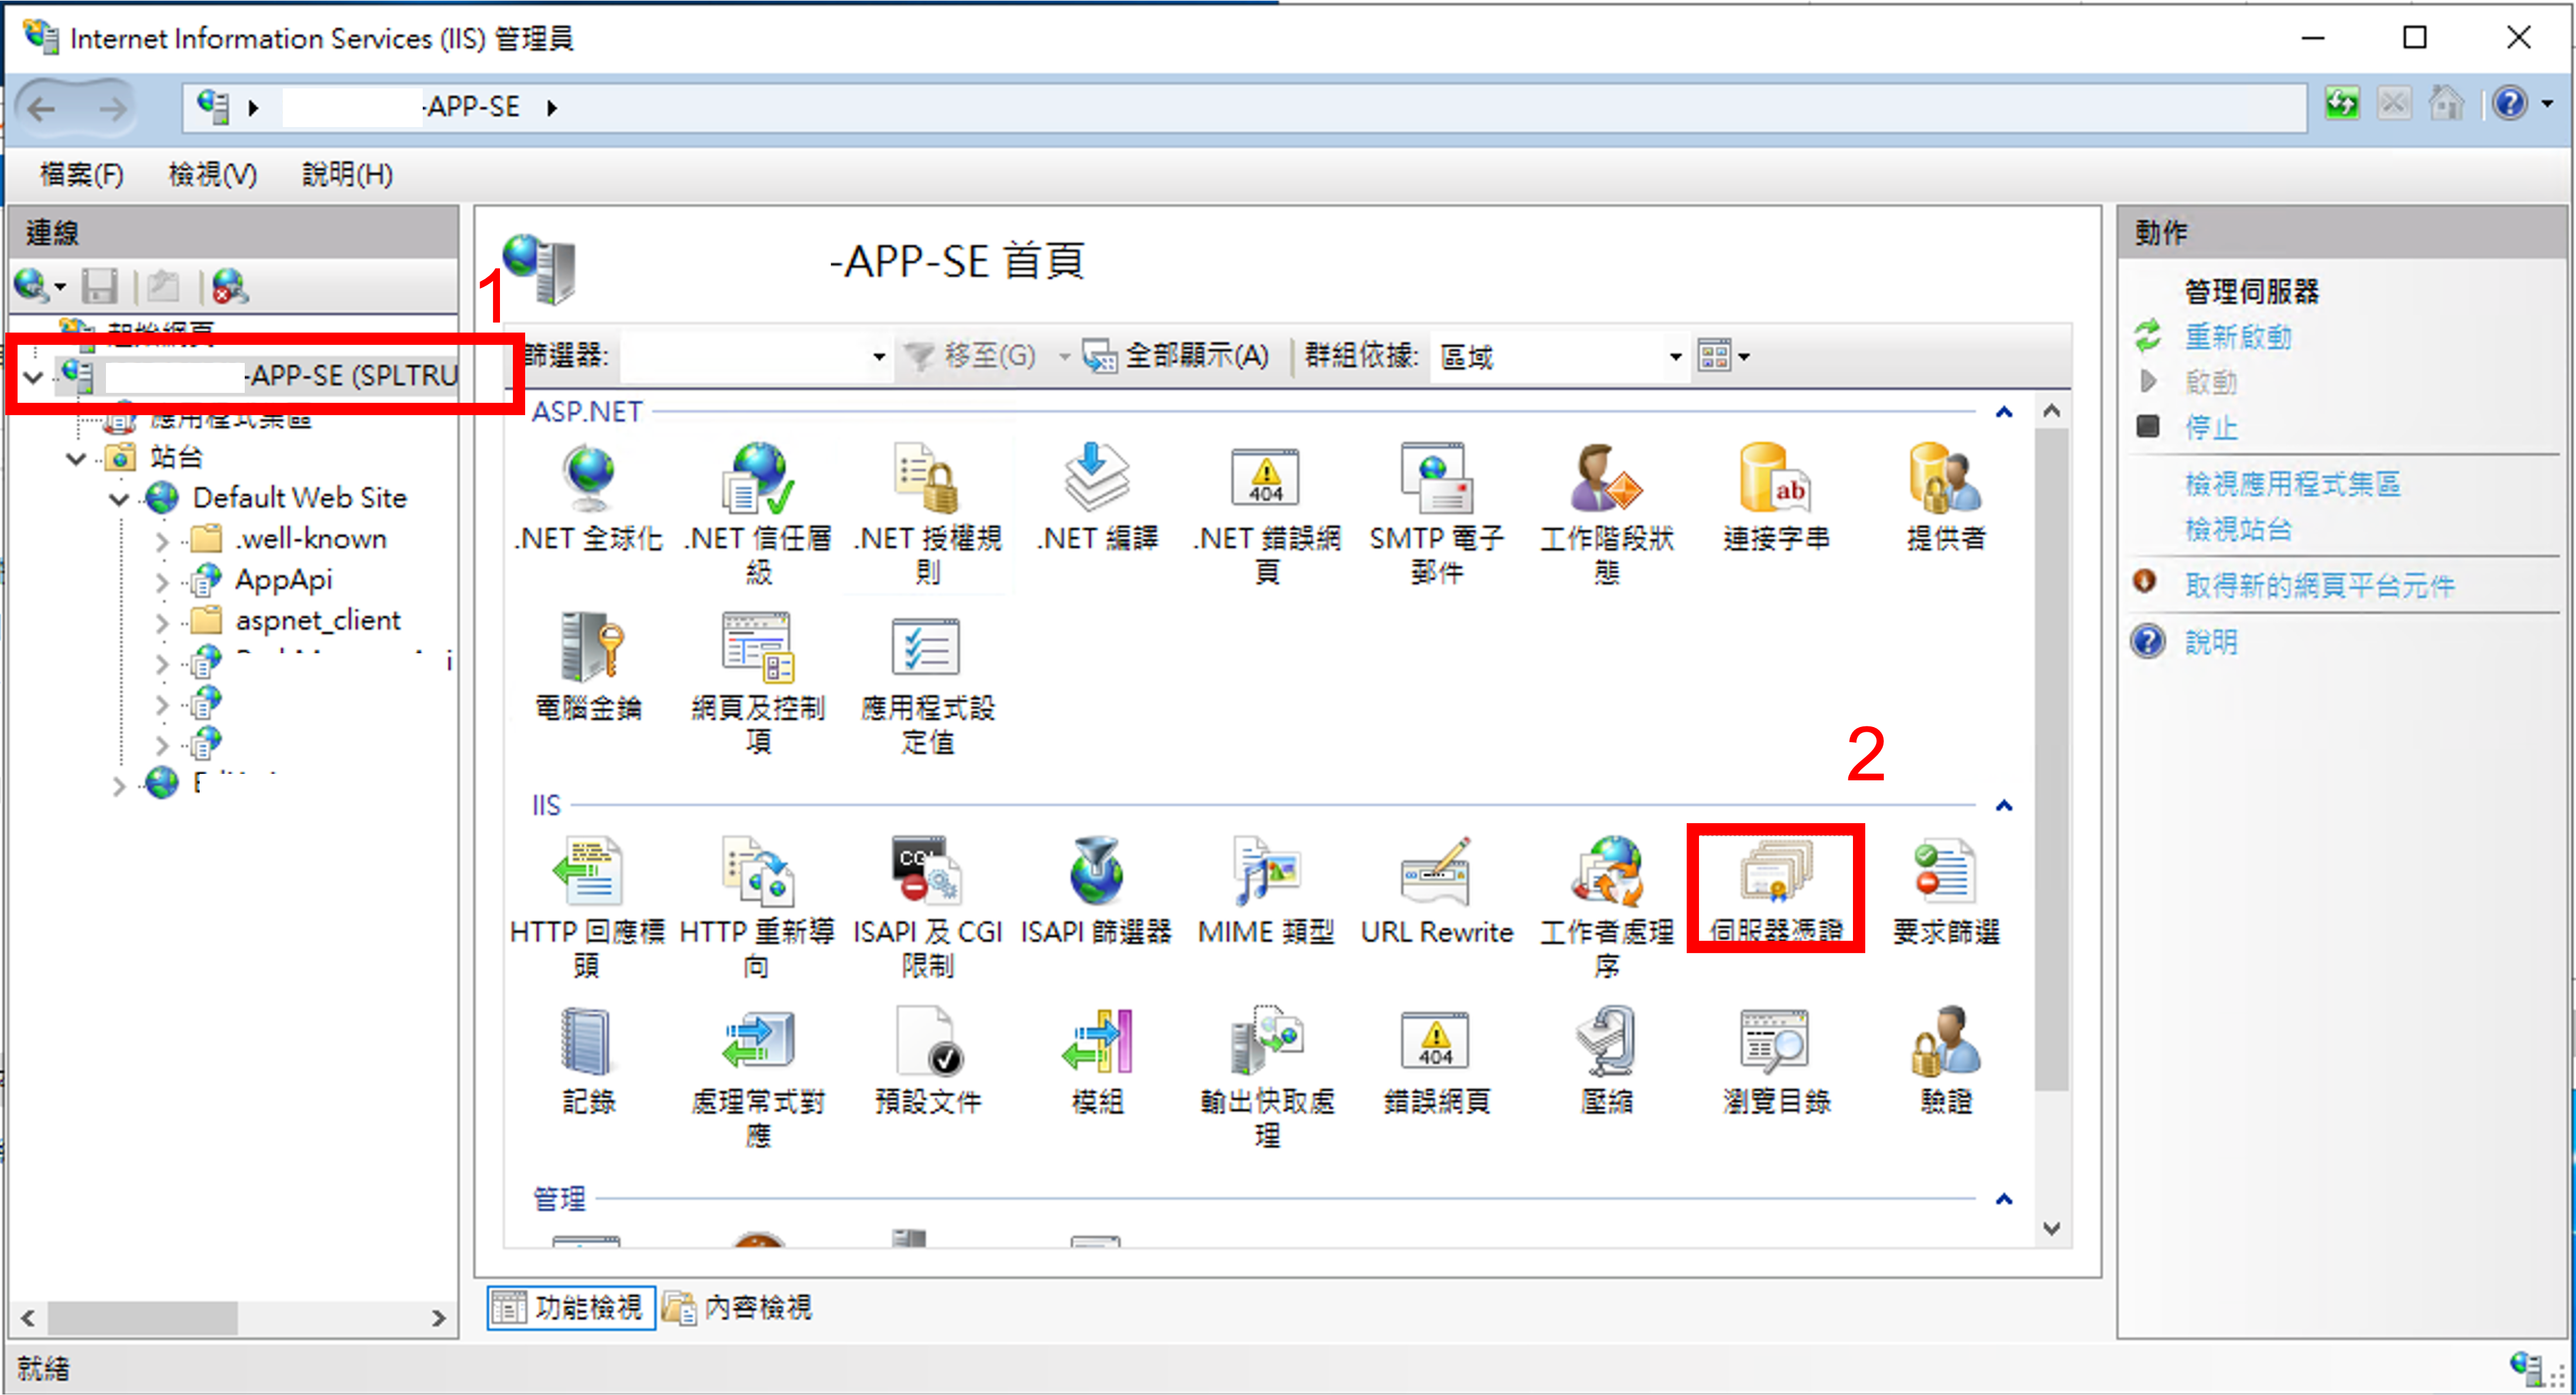 Internet Information Services (IIS) 管理員
-APP-SE
檔案(F) 檢視(V) 說明(H)
連線
起始網頁
-APP-SE (SPLTRU
應用程式集區
站台
Default Web Site
.well-known
AppApi
aspnet_client
1
-APP-SE 首頁
篩選器: 移至(G) 全部顯示(A) 群組依據: 區域
ASP.NET
.NET 全球化
.NET 信任層級
.NET 授權規則
.NET 編譯
.NET 錯誤網頁
SMTP 電子郵件
工作階段狀態
連接字串
提供者
電腦金鑰
網頁及控制項
應用程式設定值
2
IIS
HTTP 回應標頭
HTTP 重新導向
ISAPI 及 CGI 限制
ISAPI 篩選器
MIME 類型
URL Rewrite
工作者處理序
伺服器憑證
要求篩選
記錄
處理常式對應
預設文件
模組
輸出快取處理
錯誤網頁
壓縮
瀏覽目錄
驗證
管理
功能檢視 內容檢視
動作
管理伺服器
重新啟動
啟動
停止
檢視應用程式集區
檢視站台
取得新的網頁平台元件
說明
就緒